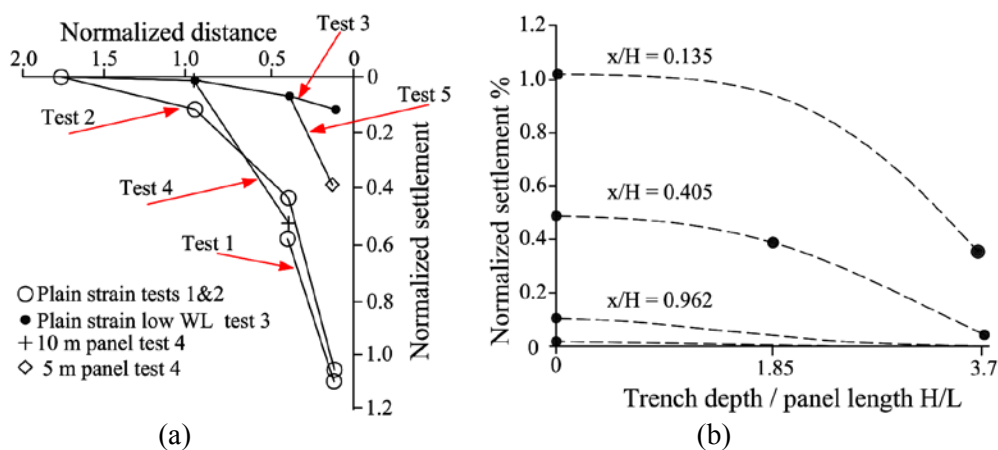 Normalized distance
2.0 1.5 1.0 0.5 0
0
0.2
0.4
0.6
0.8
1.0
1.2
Normalized settlement
Test 3
Test 5
Test 2
Test 4
Test 1
Plain strain tests 1&2
Plain strain low WL test 3
10 m panel test 4
5 m panel test 4
(a)
Normalized settlement %
1.2
1.0
0.8
0.6
0.4
0.2
0
x/H = 0.135
x/H = 0.405
x/H = 0.962
0 1.85 3.7
Trench depth / panel length H/L
(b)